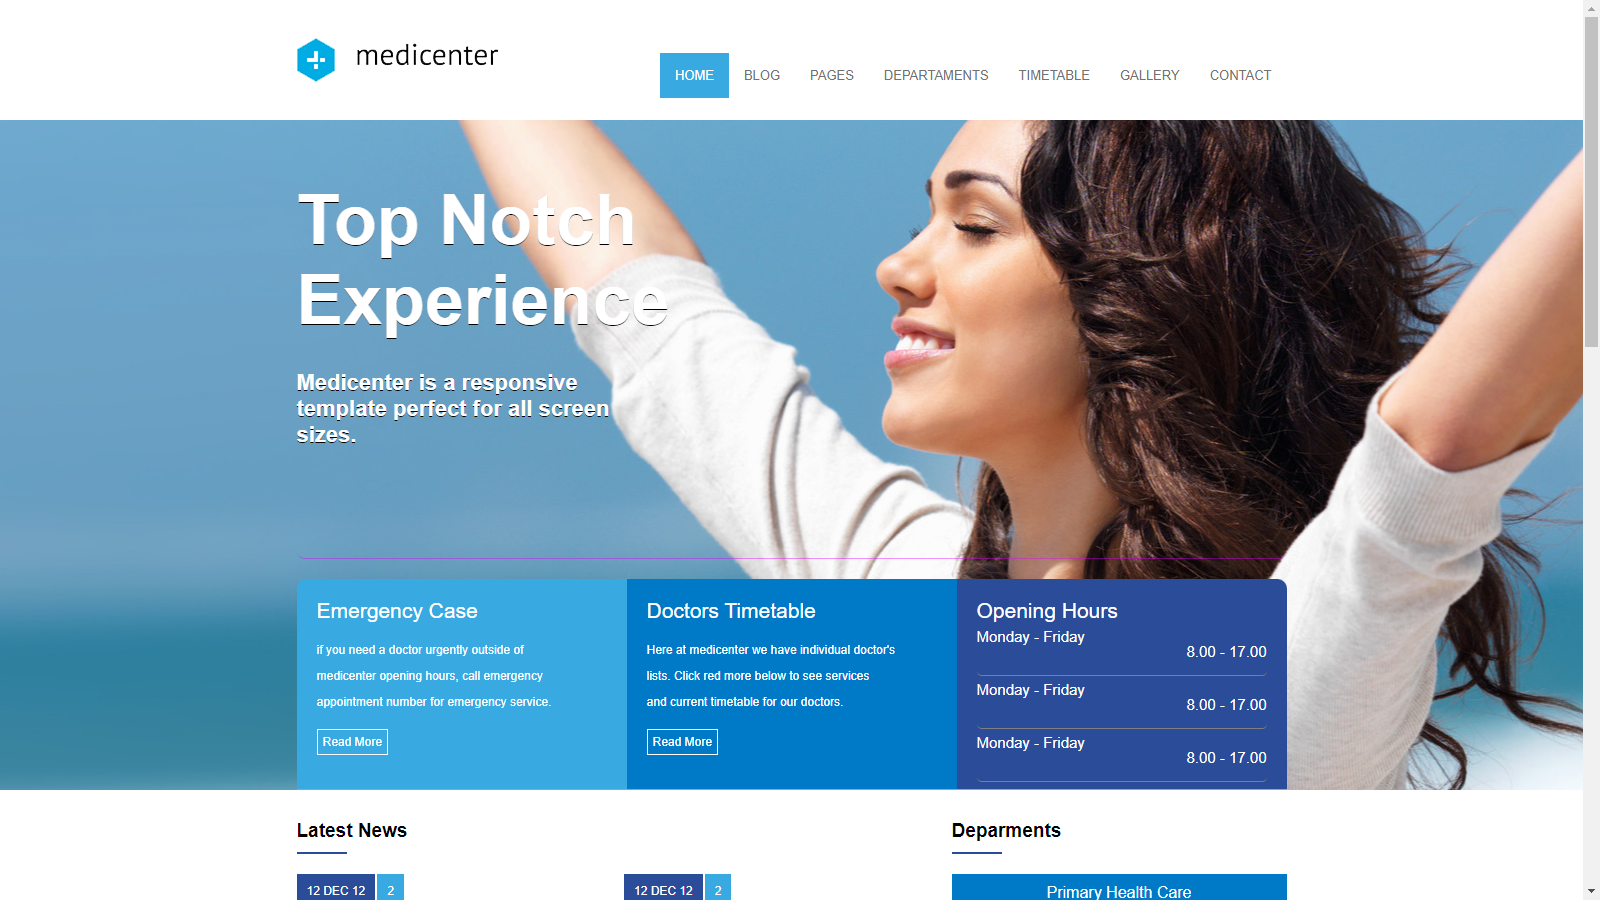 medicenter
HOME BLOG PAGES DEPARTAMENTS TIMETABLE GALLERY CONTACT
Top Notch
Experience
Medicenter is a responsive
template perfect for all screen
sizes.
Emergency Case
if you need a doctor urgently outside of
medicenter opening hours, call emergency
appointment number for emergency service.
Read More
Doctors Timetable
Here at medicenter we have individual doctor's
lists. Click red more below to see services
and current timetable for our doctors.
Read More
Opening Hours
Monday - Friday
8.00 - 17.00
Monday - Friday
8.00 - 17.00
Monday - Friday
8.00 - 17.00
Latest News
12 DEC 12 2
12 DEC 12 2
Deparments
Primary Health Care